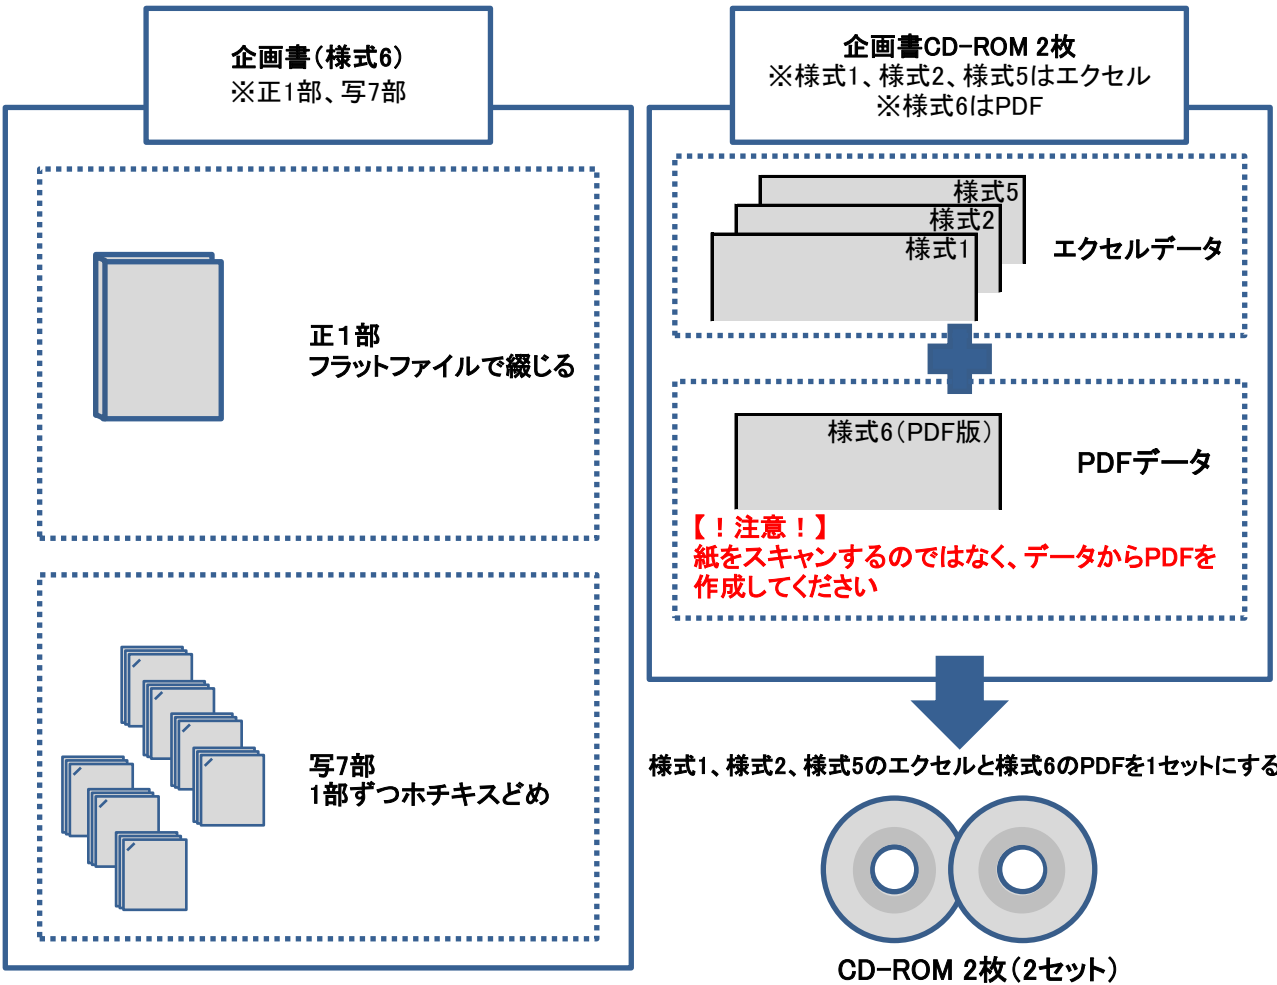 企画書（様式6）
※正1部、写7部
正１部
フラットファイルで綴じる
写7部
1部ずつホチキスどめ
企画書CD-ROM 2枚
※様式1、様式2、様式5はエクセル
※様式6はPDF
様式5
様式2
様式1
エクセルデータ
様式6（PDF版）
PDFデータ
【！注意！】
紙をスキャンするのではなく、データからPDFを
作成してください
様式1、様式2、様式5のエクセルと様式6のPDFを1セットにする
CD-ROM 2枚（2セット）